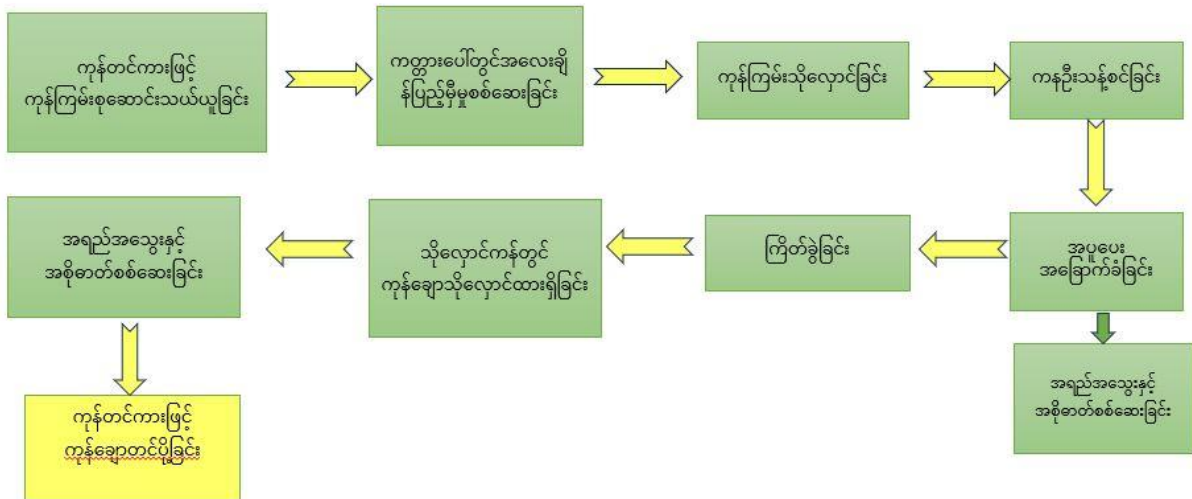 ကုန်တင်ကားဖြင့်
ကုန်ကြမ်းစုဆောင်းသယ်ယူခြင်း
ကတ္တားပေါ်တွင်အလေးချိ
န်ပြည့်မှီမှုစစ်ဆေးခြင်း
ကုန်ကြမ်းသိုလှောင်ခြင်း
ကနဦးသန့်စင်ခြင်း
အပူပေး
အခြောက်ခံခြင်း
ကြိတ်ခွဲခြင်း
သိုလှောင်ကန်တွင်
ကုန်ချောသိုလှောင်ထားရှိခြင်း
အရည်အသွေးနှင့်
အစိုဓာတ်စစ်ဆေးခြင်း
အရည်အသွေးနှင့်
အစိုဓာတ်စစ်ဆေးခြင်း
ကုန်တင်ကားဖြင့်
ကုန်ချောတင်ပို့ခြင်း